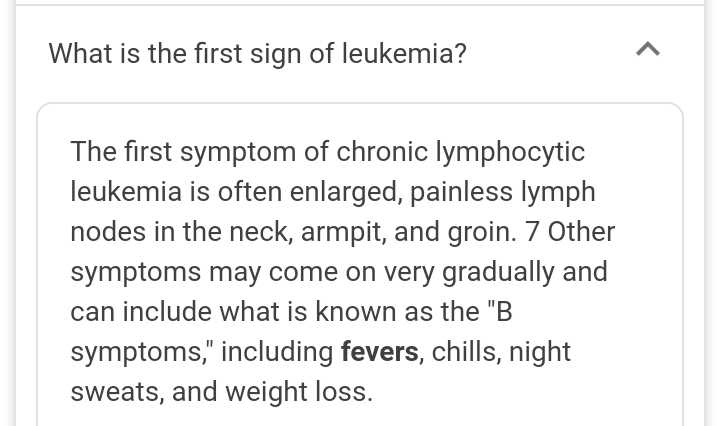 What is the first sign of leukemia?
The first symptom of chronic lymphocytic
leukemia is often enlarged, painless lymph
nodes in the neck, armpit, and groin. 7 Other
symptoms may come on very gradually and
can include what is known as the "B
symptoms," including fevers, chills, night
sweats, and weight loss.